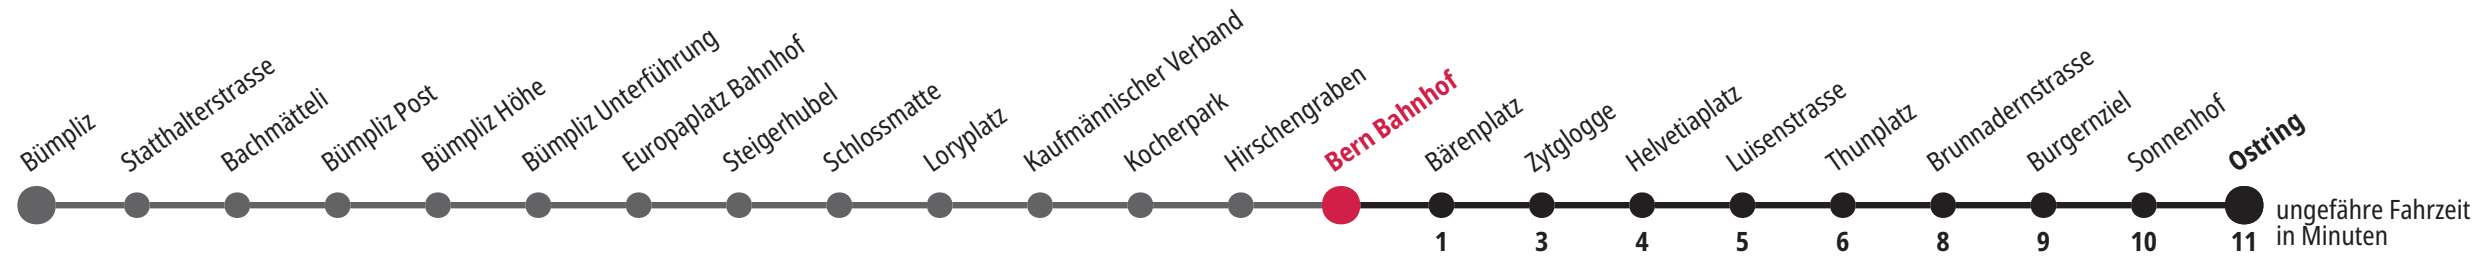 Bümpliz
Statthalterstrasse
Bachmätteli
Bümpliz Post
Bümpliz Höhe
Bümpliz Unterführung
Europaplatz Bahnhof
Steigerhubel
Schlossmatte
Loryplatz
Kaufmännischer Verband
Kocherpark
Hirschengraben
Bern Bahnhof
Bärenplatz
Zytglogge
Helvetiaplatz
Luisenstrasse
Thunplatz
Brunnadernstrasse
Burgernziel
Sonnenhof
Ostring
1 3 4 5 6 8 9 10 11
ungefähre Fahrzeit
in Minuten